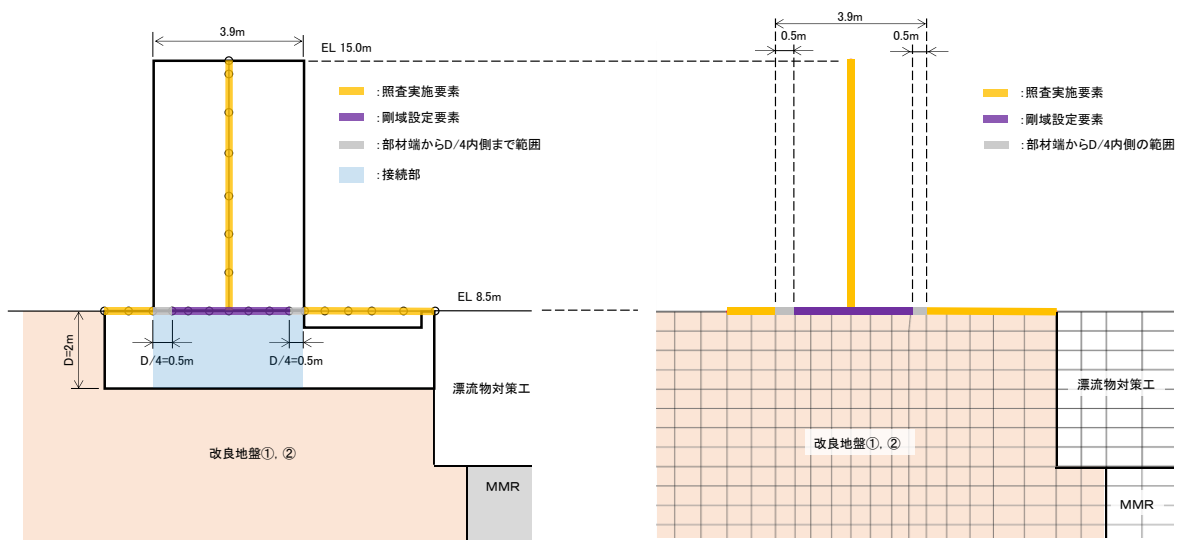 3.9m
EL 15.0m
:照査実施要素
:剛域設定要素
:部材端からD/4内側まで範囲
:接続部
EL 8.5m
D=2m
D/4=0.5m
D/4=0.5m
漂流物対策工
改良地盤①, ②
MMR
3.9m
0.5m
0.5m
:照査実施要素
:剛域設定要素
:部材端からD/4内側の範囲
漂流物対策工
改良地盤①, ②
MMR